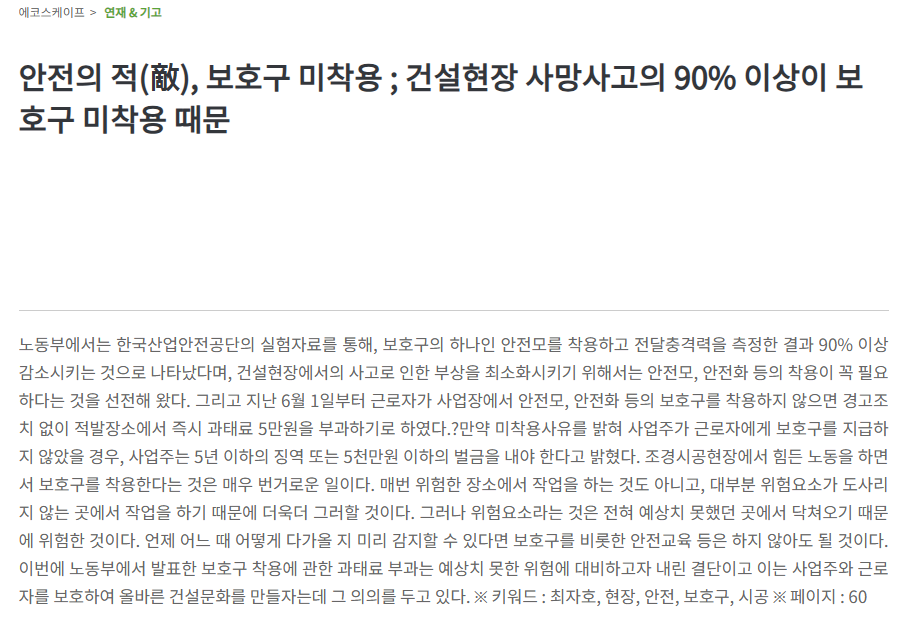 에코스케이프 > 연재 & 기고
안전의 적(敵), 보호구 미착용 ; 건설현장 사망사고의 90% 이상이 보
호구 미착용 때문
노동부에서는 한국산업안전공단의 실험자료를 통해, 보호구의 하나인 안전모를 착용하고 전달충격력을 측정한 결과 90% 이상
감소시키는 것으로 나타났다며, 건설현장에서의 사고로 인한 부상을 최소화시키기 위해서는 안전모, 안전화 등의 착용이 꼭 필요
하다는 것을 선전해 왔다. 그리고 지난 6월 1일부터 근로자가 사업장에서 안전모, 안전화 등의 보호구를 착용하지 않으면 경고조
치 없이 적발장소에서 즉시 과태료 5만원을 부과하기로 하였다.?만약 미착용사유를 밝혀 사업주가 근로자에게 보호구를 지급하
지 않았을 경우, 사업주는 5년 이하의 징역 또는 5천만원 이하의 벌금을 내야 한다고 밝혔다. 조경시공현장에서 힘든 노동을 하면
서 보호구를 착용한다는 것은 매우 번거로운 일이다. 매번 위험한 장소에서 작업을 하는 것도 아니고, 대부분 위험요소가 도사리
지 않는 곳에서 작업을 하기 때문에 더욱더 그러할 것이다. 그러나 위험요소라는 것은 전혀 예상치 못했던 곳에서 닥쳐오기 때문
에 위험한 것이다. 언제 어느 때 어떻게 다가올 지 미리 감지할 수 있다면 보호구를 비롯한 안전교육 등은 하지 않아도 될 것이다.
이번에 노동부에서 발표한 보호구 착용에 관한 과태료 부과는 예상치 못한 위험에 대비하고자 내린 결단이고 이는 사업주와 근로
자를 보호하여 올바른 건설문화를 만들자는데 그 의의를 두고 있다. ※ 키워드 : 최자호, 현장, 안전, 보호구, 시공 ※ 페이지 : 60